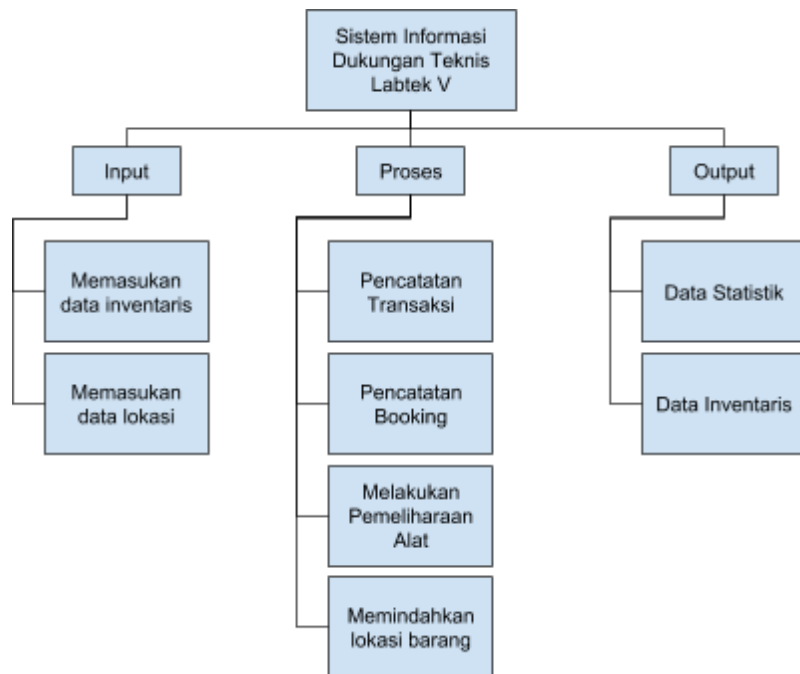 Sistem Informasi
Dukungan Teknis
Labtek V
Input
Proses
Output
Memasukan
data inventaris
Memasukan
data lokasi
Pencatatan
Transaksi
Pencatatan
Booking
Melakukan
Pemeliharaan
Alat
Memindahkan
lokasi barang
Data Statistik
Data Inventaris